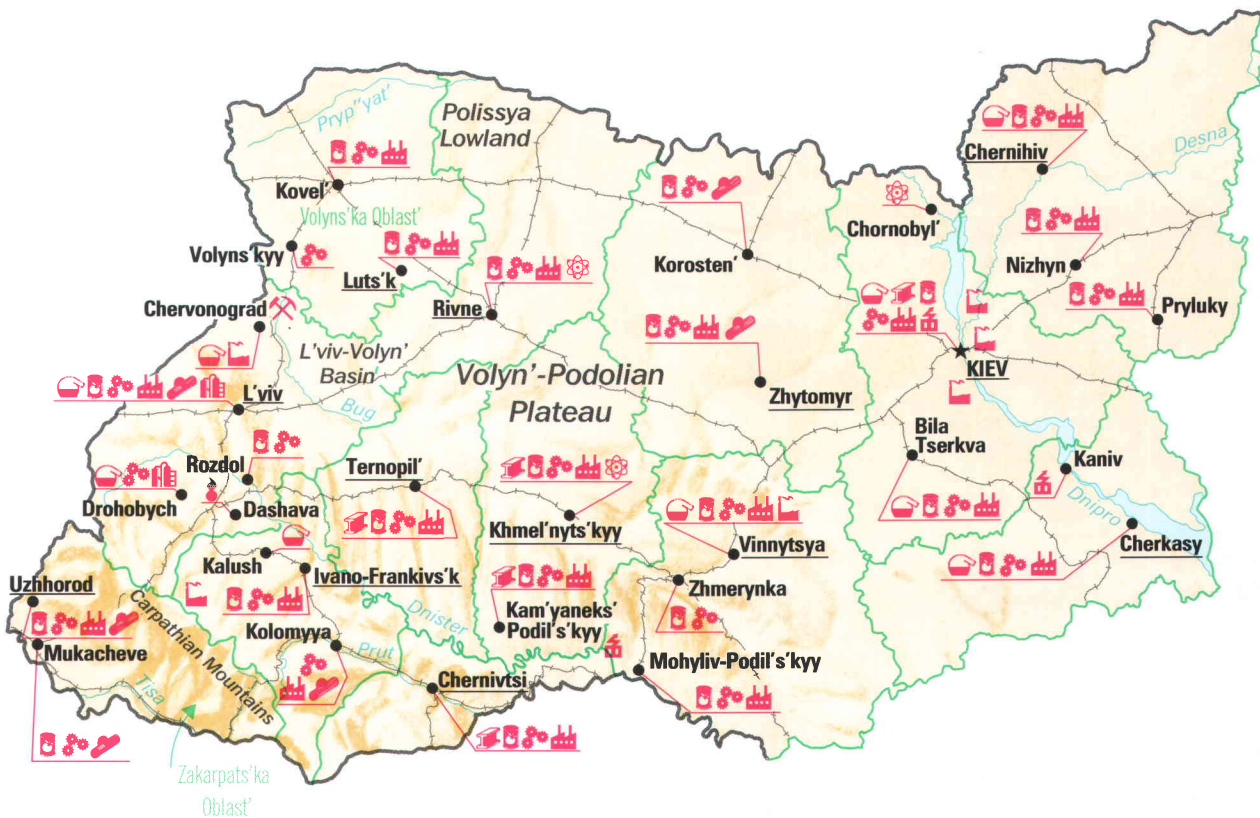 Pryp"yat'
Polissya
Lowland
Desna
Chernihiv
Kovel'
Chornobyl'
Volyns'ka Oblast'
Volyns'kyy
Luts'k
Korosten'
Nizhyn
Chervonograd
Rivne
Pryluky
L'viv-Volyn'
Basin
Volyn'-Podolian
Plateau
KIEV
L'viv
Bug
Zhytomyr
Bila
Tserkva
Kaniv
Rozdol
Ternopil'
Drohobych
Dashava
Khmel'nyts'kyy
Dnipro
Vinnytsya
Cherkasy
Kalush
Ivano-Frankivs'k
Uzhhorod
Zhmerynka
Carpathian Mountains
Dnister
Kam'yaneks'
Podil's'kyy
Kolomyya
Mukacheve
Prut
Mohyliv-Podil's'kyy
Chernivtsi
Tisa
Zakarpats'ka
Oblast'